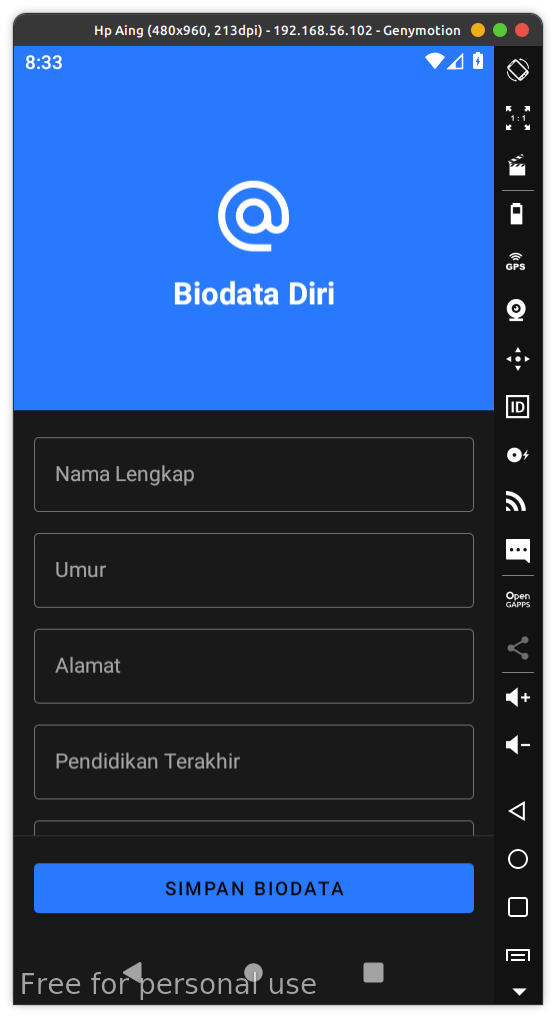 Hp Aing (480x960, 213dpi) - 192.168.56.102 - Genymotion
8:33
1 : 1
GPS
Biodata Diri
ID
Nama Lengkap
Umur
Open
GAPPS
Alamat
Pendidikan Terakhir
SIMPAN BIODATA
Free for personal use